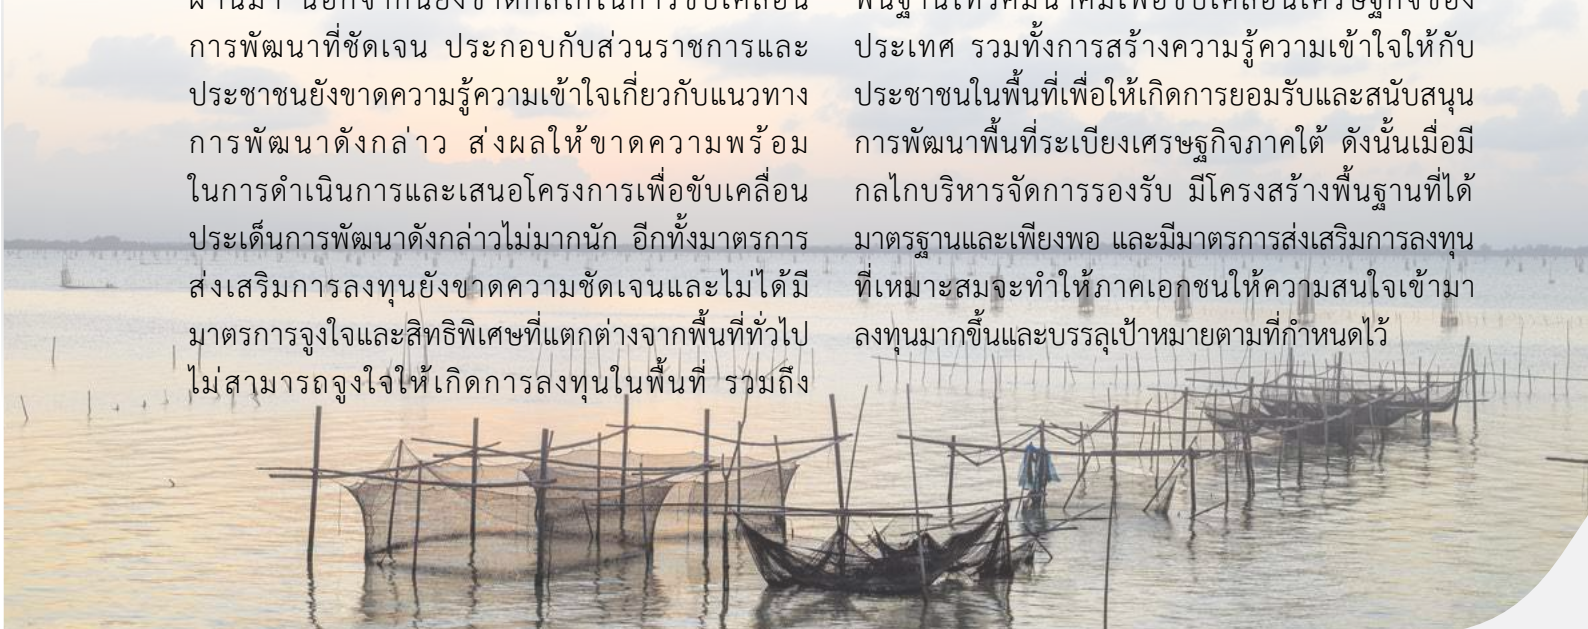 การพัฒนาที่ชัดเจน ประกอบกับส่วนราชการและ
ประชาชนยังขาดความรู้ความเข้าใจเกี่ยวกับแนวทาง
การพัฒนาดังกล่าว ส่งผลให้ขาดความพร้อม
ในการดำเนินการและเสนอโครงการเพื่อขับเคลื่อน
ประเด็นการพัฒนาดังกล่าวไม่มากนัก อีกทั้งมาตรการ
ส่งเสริมการลงทุนยังขาดความชัดเจนและไม่ได้มี
มาตรการจูงใจและสิทธิพิเศษที่แตกต่างจากพื้นที่ทั่วไป
ไม่สามารถจูงใจให้เกิดการลงทุนในพื้นที่ รวมถึง
ประเทศ รวมทั้งการสร้างความรู้ความเข้าใจให้กับ
ประชาชนในพื้นที่เพื่อให้เกิดการยอมรับและสนับสนุน
การพัฒนาพื้นที่ระเบียงเศรษฐกิจภาคใต้ ดังนั้นเมื่อมี
กลไกบริหารจัดการรองรับ มีโครงสร้างพื้นฐานที่ได้
มาตรฐานและเพียงพอ และมีมาตรการส่งเสริมการลงทุน
ที่เหมาะสมจะทำให้ภาคเอกชนให้ความสนใจเข้ามา
ลงทุนมากขึ้นและบรรลุเป้าหมายตามที่กำหนดไว้